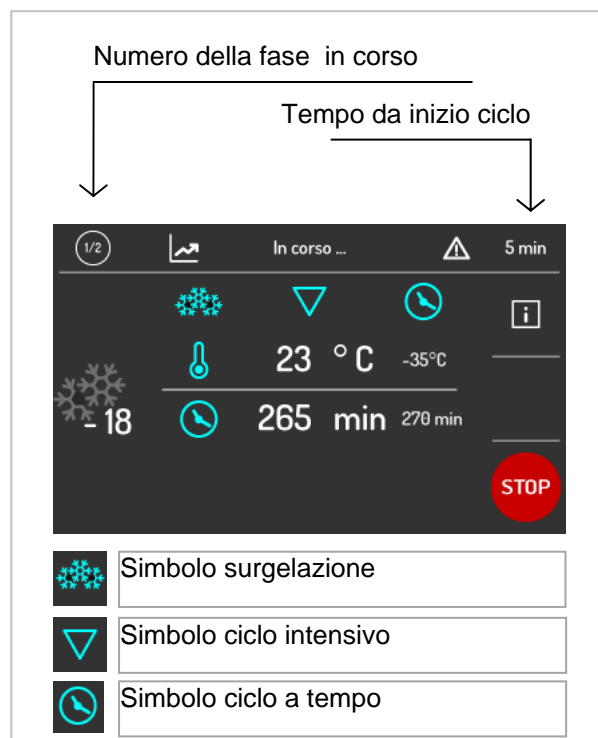 Numero della fase in corso
Tempo da inizio ciclo
1/2 In corso ... 5 min
i
23 °C -35°C
- 18
265 min 270 min
STOP
Simbolo surgelazione
Simbolo ciclo intensivo
Simbolo ciclo a tempo